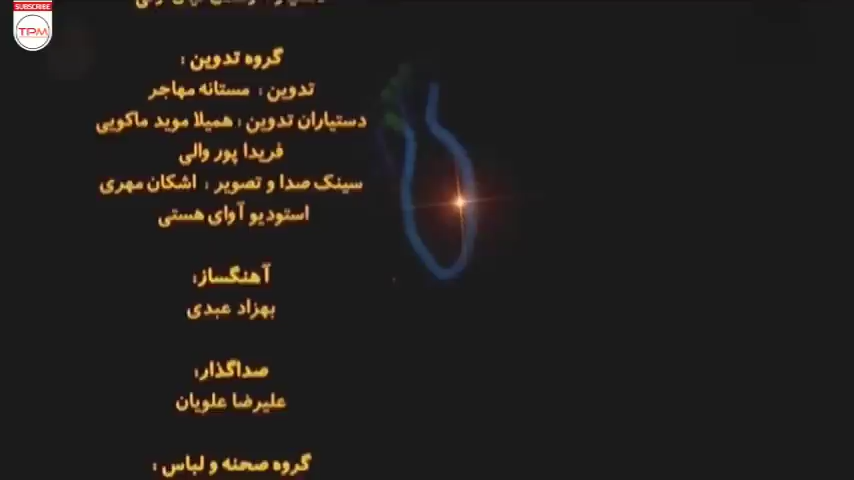 SUBSCRIBE
TPM
گروه تدوین :
تدوین : مستانه مهاجر
دستیاران تدوین : همیلا موید ماکویی
فریدا پور والی
سینک صدا و تصویر : اشکان مهری
استودیو آوای هستی
آهنگساز:
بهزاد عبدی
صداگذار:
علیرضا علویان
گروه صحنه و لباس :